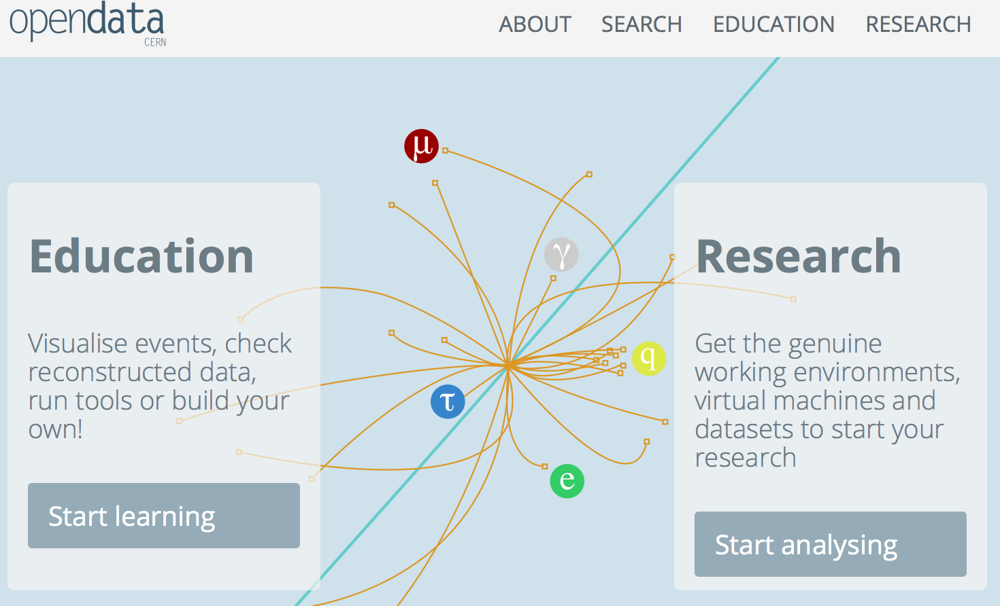 opendata
CERN
ABOUT SEARCH EDUCATION RESEARCH
μ
γ
q
τ
e
Education
Visualise events, check
reconstructed data,
run tools or build your
own!
Start learning
Research
Get the genuine
working environments,
virtual machines and
datasets to start your
research
Start analysing